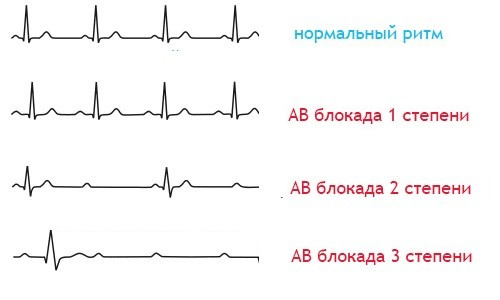 нормальный ритм
АВ блокада 1 степени
АВ блокада 2 степени
АВ блокада 3 степени